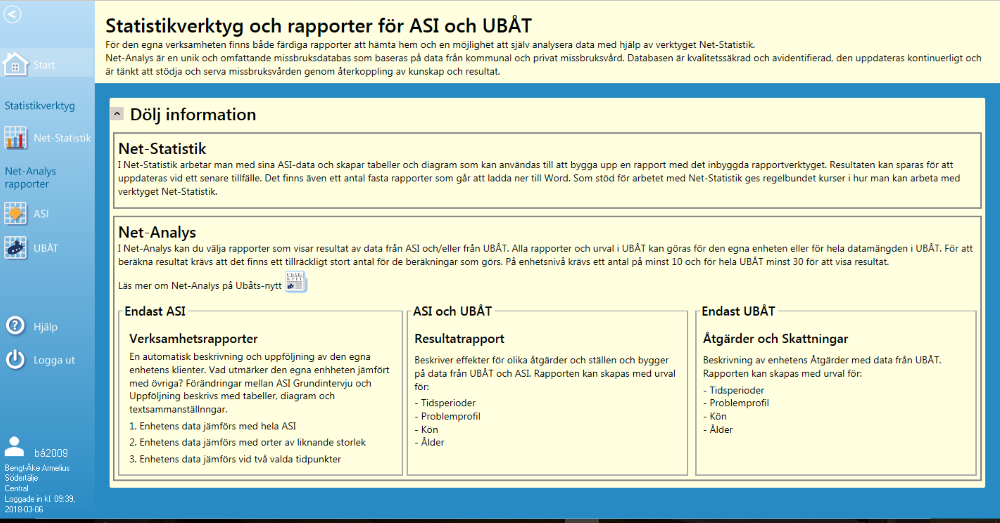 Start
Statistikverktyg
Net-Statistik
Net-Analys
rapporter
ASI
UBÅT
Hjälp
Logga ut
bå2009
Bengt-Åke Armelius
Södertälje
Central
Loggade in kl. 09:39,
2018-03-06
Statistikverktyg och rapporter för ASI och UBÅT
För den egna verksamheten finns både färdiga rapporter att hämta hem och en möjlighet att själv analysera data med hjälp av verktyget Net-Statistik.
Net-Analys är en unik och omfattande missbruksdatabas som baseras på data från kommunal och privat missbruksvård. Databasen är kvalitetssäkrad och avidentifierad, den uppdateras kontinuerligt och
är tänkt att stödja och serva missbruksvården genom återkoppling av kunskap och resultat.
Dölj information
Net-Statistik
I Net-Statistik arbetar man med sina ASI-data och skapar tabeller och diagram som kan användas till att bygga upp en rapport med det inbyggda rapportverktyget. Resultaten kan sparas för att
uppdateras vid ett senare tillfälle. Det finns även ett antal fasta rapporter som går att ladda ner till Word. Som stöd för arbetet med Net-Statistik ges regelbundet kurser i hur man kan arbeta med
verktyget Net-Statistik.
Net-Analys
I Net-Analys kan du välja rapporter som visar resultat av data från ASI och/eller från UBÅT. Alla rapporter och urval i UBÅT kan göras för den egna enheten eller för hela datamängden i UBÅT. För att
beräkna resultat krävs att det finns ett tillräckligt stort antal för de beräkningar som görs. På enhetsnivå krävs ett antal på minst 10 och för hela UBÅT minst 30 för att visa resultat.
Läs mer om Net-Analys på Ubåts-nytt
UBÅTS
NYTT
Endast ASI
Verksamhetsrapporter
En automatisk beskrivning och uppföljning av den egna
enhetens klienter. Vad utmärker den egna enhheten jämfört
med övriga? Förändringar mellan ASI Grundintervju och
Uppföljning beskrivs med tabeller, diagram och
textsammanställnngar.
1. Enhetens data jämförs med hela ASI
2. Enhetens data jämförs med orter av liknande storlek
3. Enhetens data jämförs vid två valda tidpunkter
ASI och UBÅT
Resultatrapport
Beskriver effekter för olika åtgärder och ställen och bygger
på data från UBÅT och ASI. Rapporten kan skapas med urval
för:
- Tidsperioder
- Problemprofil
- Kön
- Ålder
Endast UBÅT
Åtgärder och Skattningar
Beskrivning av enhetens Åtgärder med data från UBÅT.
Rapporten kan skapas med urval för:
- Tidsperioder
- Problemprofil
- Kön
- Ålder